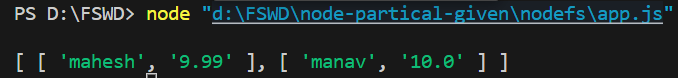 PS D:\FSWD> node "d:\FSWD\node-partical-given\nodefs\app.js"
[ [ 'mahesh', '9.99' ], [ 'manav', '10.0' ] ]